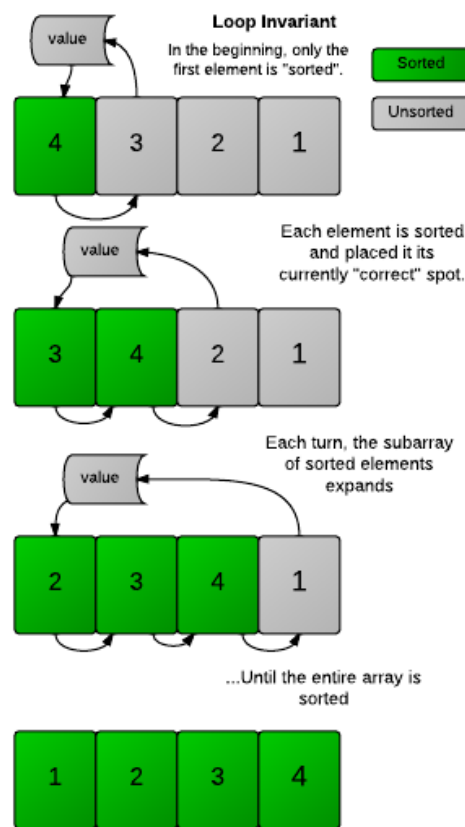 Loop Invariant
value
In the beginning, only the
first element is "sorted".
Sorted
Unsorted
4 3 2 1
Each element is sorted
and placed it its
currently "correct" spot.
value
3 4 2 1
Each turn, the subarray
of sorted elements
expands
value
2 3 4 1
...Until the entire array is
sorted
1 2 3 4